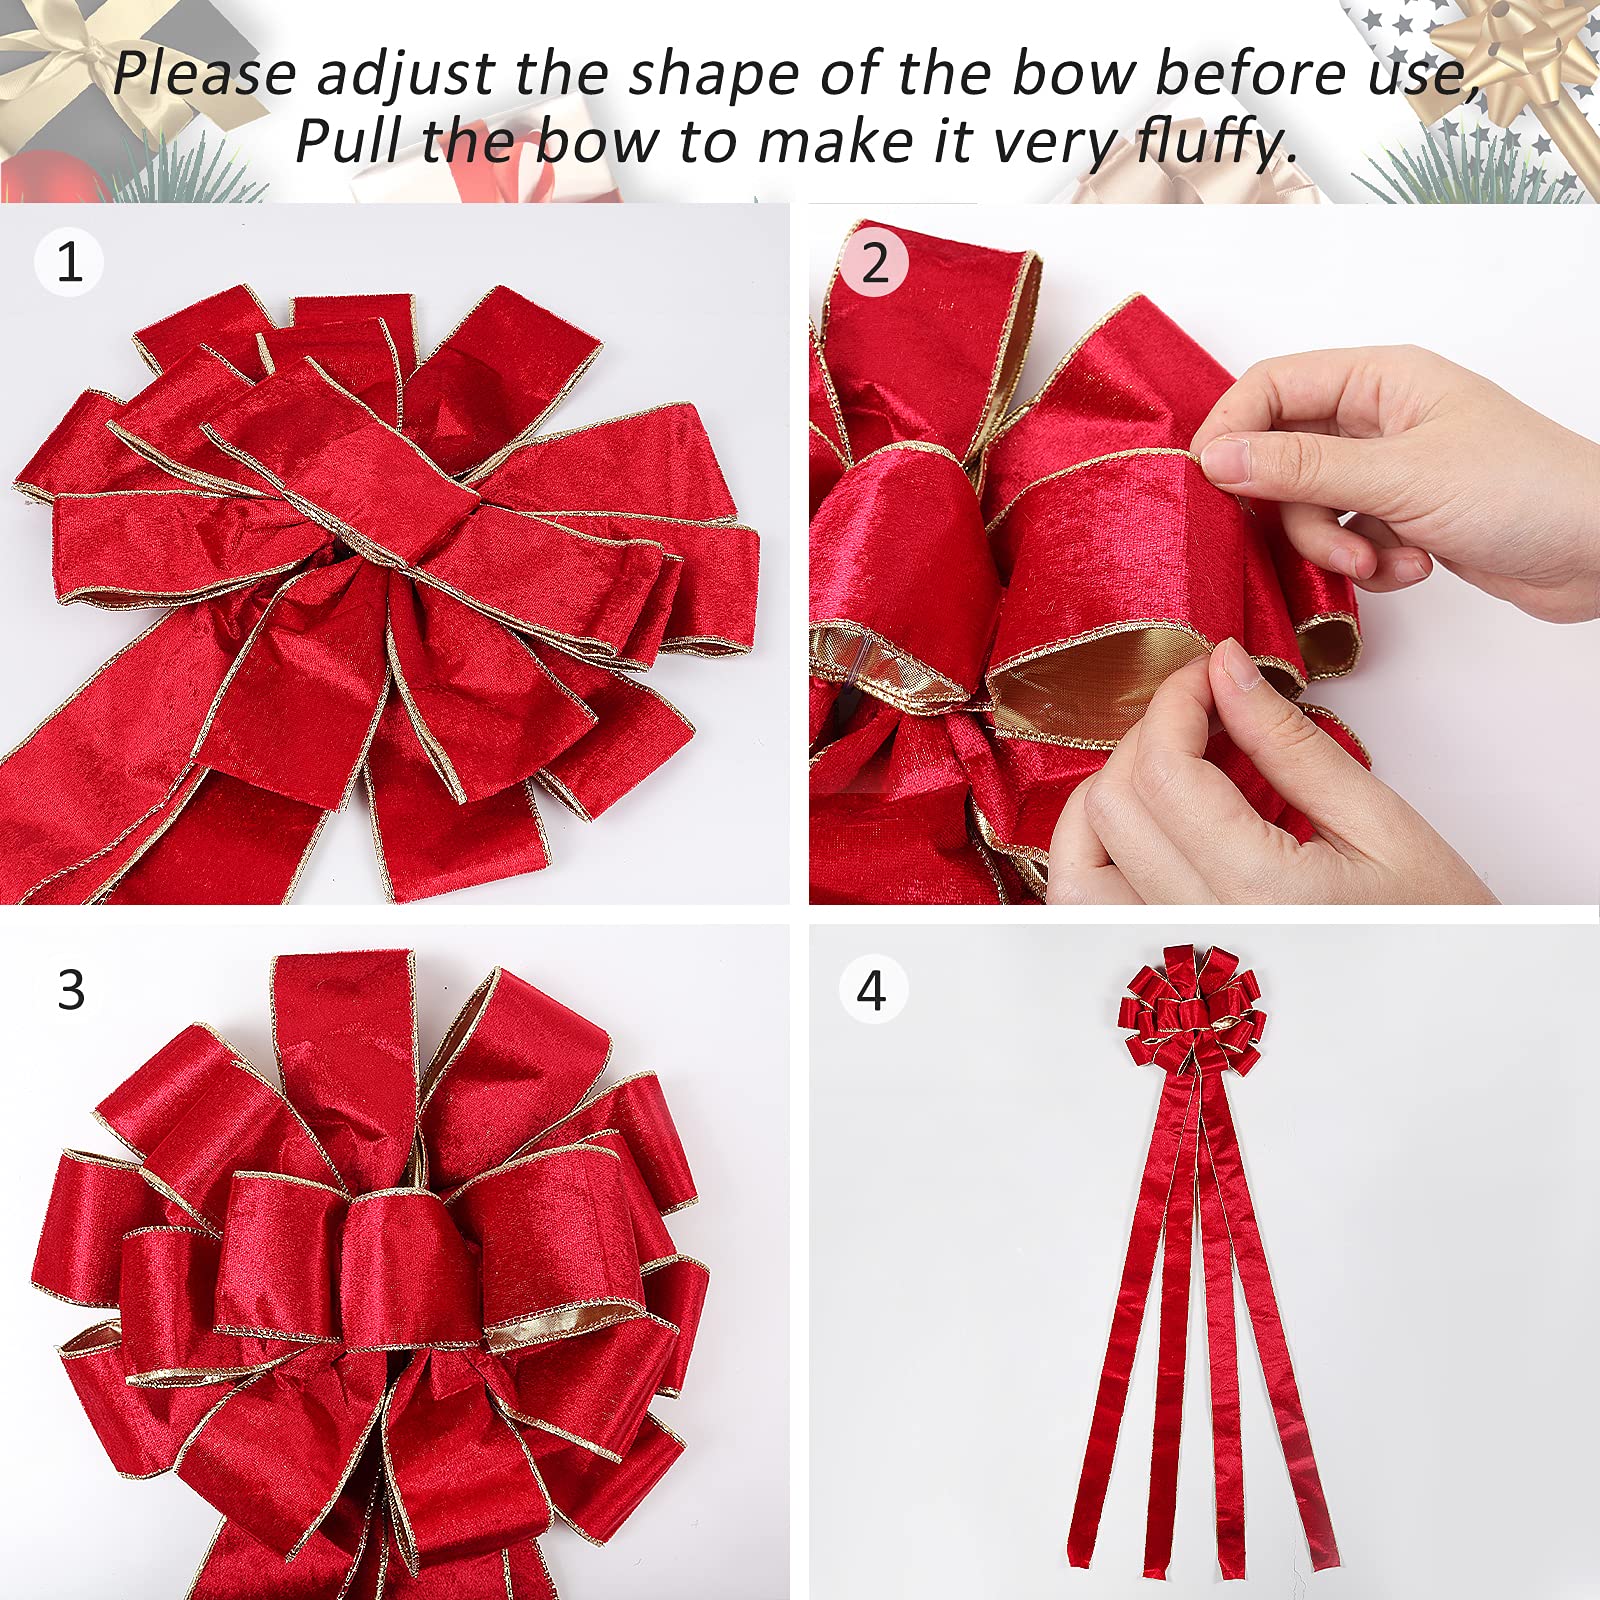 Please adjust the shape of the bow before use,
Pull the bow to make it very fluffy.
1
2
3
4